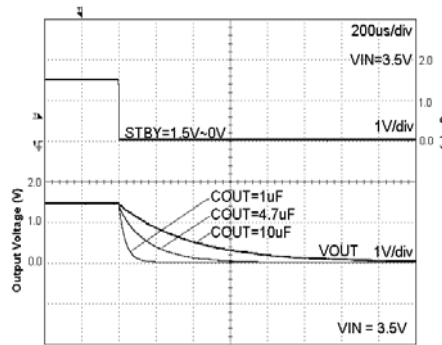 200us/div
VIN=3.5V
2.0
1.0
1V/div
0.0
STBY=1.5V~0V
2.0
1.0
0.0
Output Voltage (V)
COUT=1uF
COUT=4.7uF
COUT=10uF
VOUT
1V/div
VIN = 3.5V